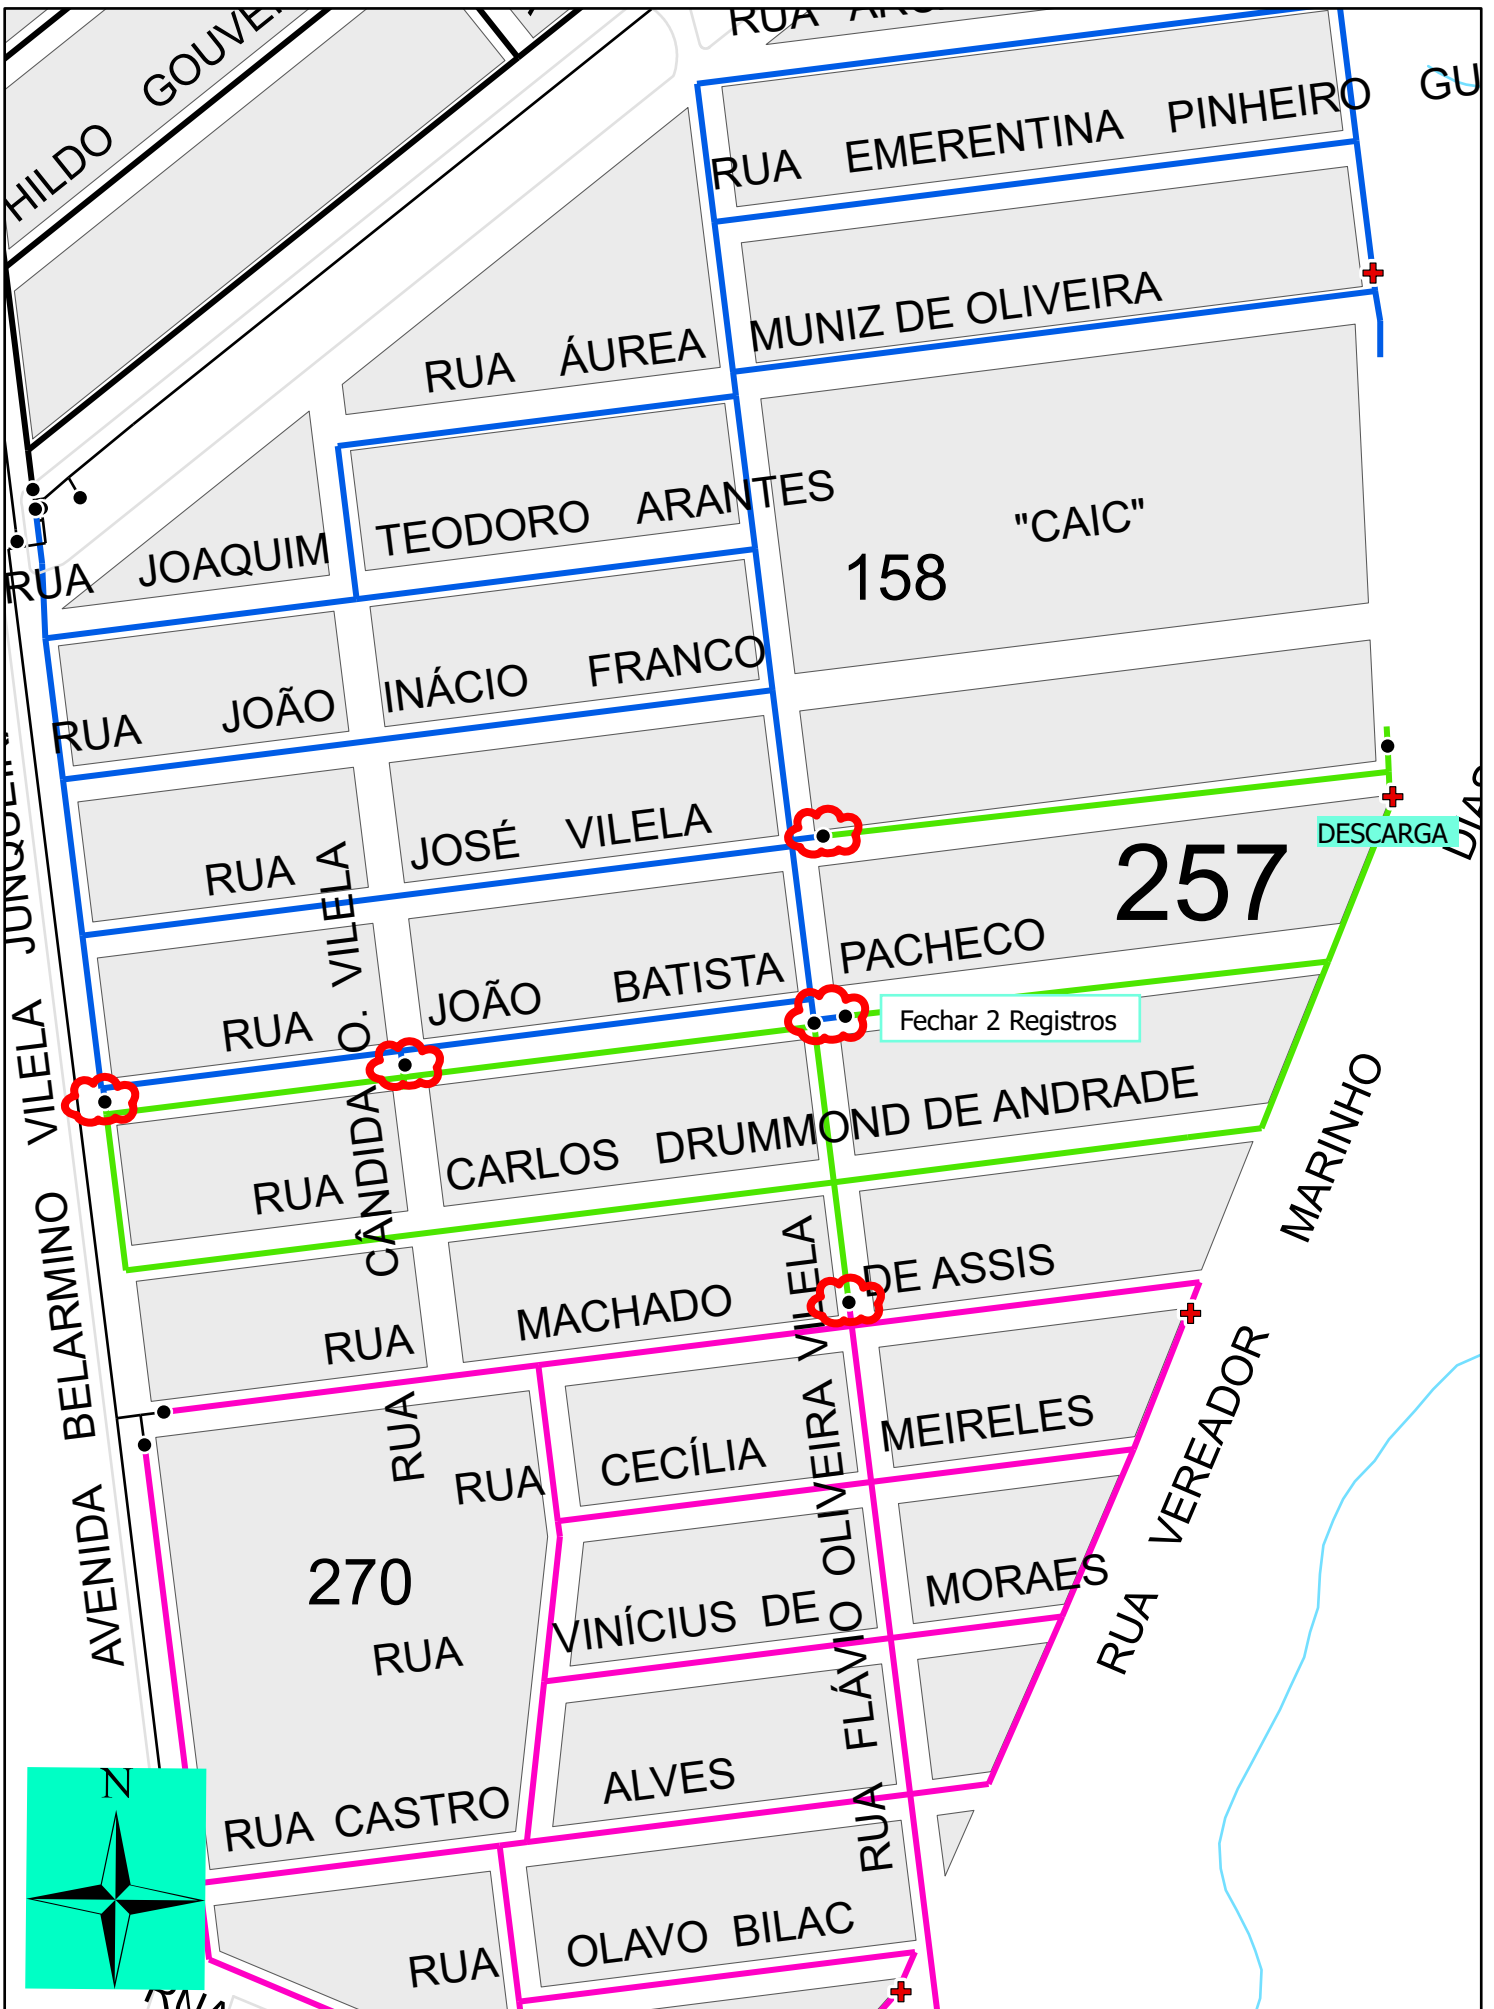 HILDO GOUVE
RUA
RUA EMERENTINA PINHEIRO GU
RUA ÁUREA MUNIZ DE OLIVEIRA
RUA JOAQUIM TEODORO ARANTES
"CAIC"
158
RUA JOÃO INÁCIO FRANCO
RUA JOSÉ VILELA
DESCARGA
257
RUA JOÃO BATISTA PACHECO
Fechar 2 Registros
RUA CARLOS DRUMMOND DE ANDRADE
RUA MACHADO DE ASSIS
RUA CECÍLIA MEIRELES
270
RUA VINÍCIUS DE MORAES
RUA CASTRO ALVES
RUA OLAVO BILAC
AVENIDA BELARMINO VILELA JUNQUEIRA
RUA CÂNDIDA O. VILELA
RUA FLÁVIO OLIVEIRA VILELA
RUA VEREADOR MARINHO DIAS
N